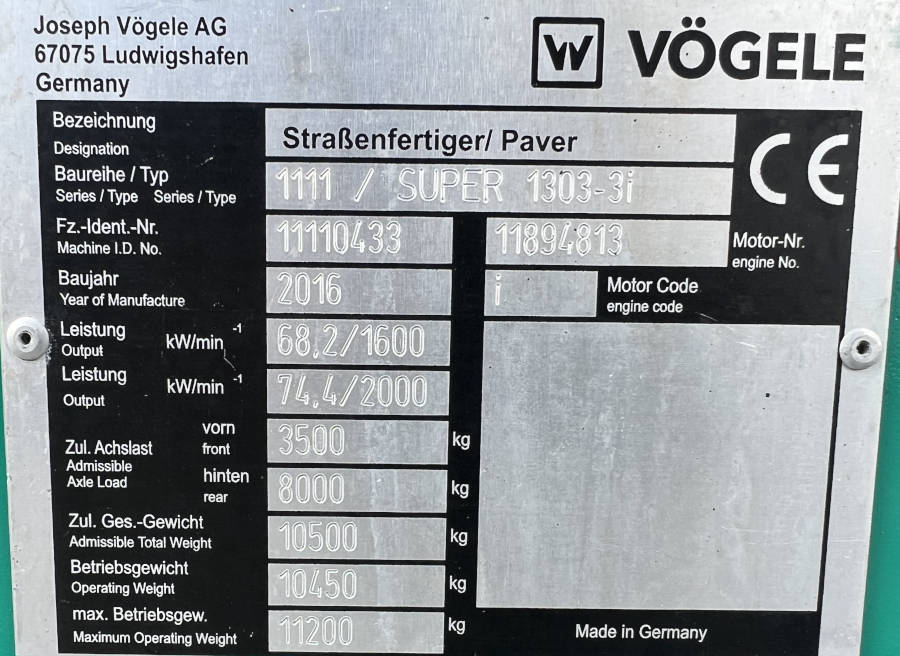 Joseph Vögele AG
67075 Ludwigshafen
Germany
W VÖGELE
Bezeichnung
Designation
Straßenfertiger/ Paver
CE
Baureihe / Typ
Series / Type Series / Type
1111 / SUPER 1303-3i
Fz.-Ident.-Nr.
Machine I.D. No.
11110433
11894813
Motor-Nr.
engine No.
Baujahr
Year of Manufacture
2016
i
Motor Code
engine code
Leistung
Output
kW/min -1
68,2/1600
Leistung
Output
kW/min -1
74,4/2000
Zul. Achslast
Admissible
Axle Load
vorn
front
3500 kg
hinten
rear
8000 kg
Zul. Ges.-Gewicht
Admissible Total Weight
10500 kg
Betriebsgewicht
Operating Weight
10450 kg
max. Betriebsgew.
Maximum Operating Weight
11200 kg
Made in Germany